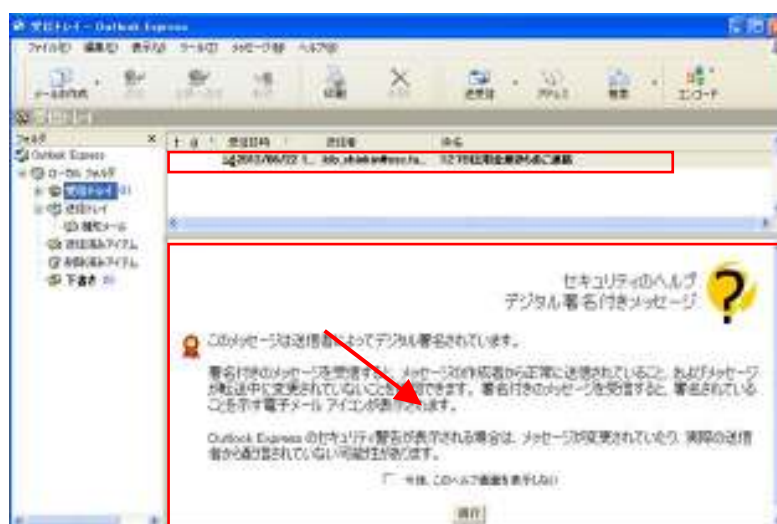 受信トレイ - Outlook Express
ファイル(F) 編集(E) 表示(V) ツール(T) メッセージ(M) ヘルプ(H)
メールの作成 印刷 送受信 アドレス 検索 エンコード
フォルダ
受信日時 送信者 件名
Outlook Express
ローカル フォルダ
受信トレイ
送信トレイ
送信済みアイテム
削除済みアイテム
下書き
セキュリティのヘルプ
デジタル署名付きメッセージ
このメッセージは送信者によってデジタル署名されています。
署名付きのメッセージを受信すると、メッセージの作成者から正常に送信されていること、およびメッセージ
が転送中に変更されていないことを確認できます。署名付きのメッセージを受信すると、署名されている
ことを示す電子メール アイコンが表示されます。
Outlook Express のセキュリティ警告が表示される場合は、メッセージが変更されていたり、実際の送信
者から配信されていない可能性があります。
今後、このヘルプ画面を表示しない
続行